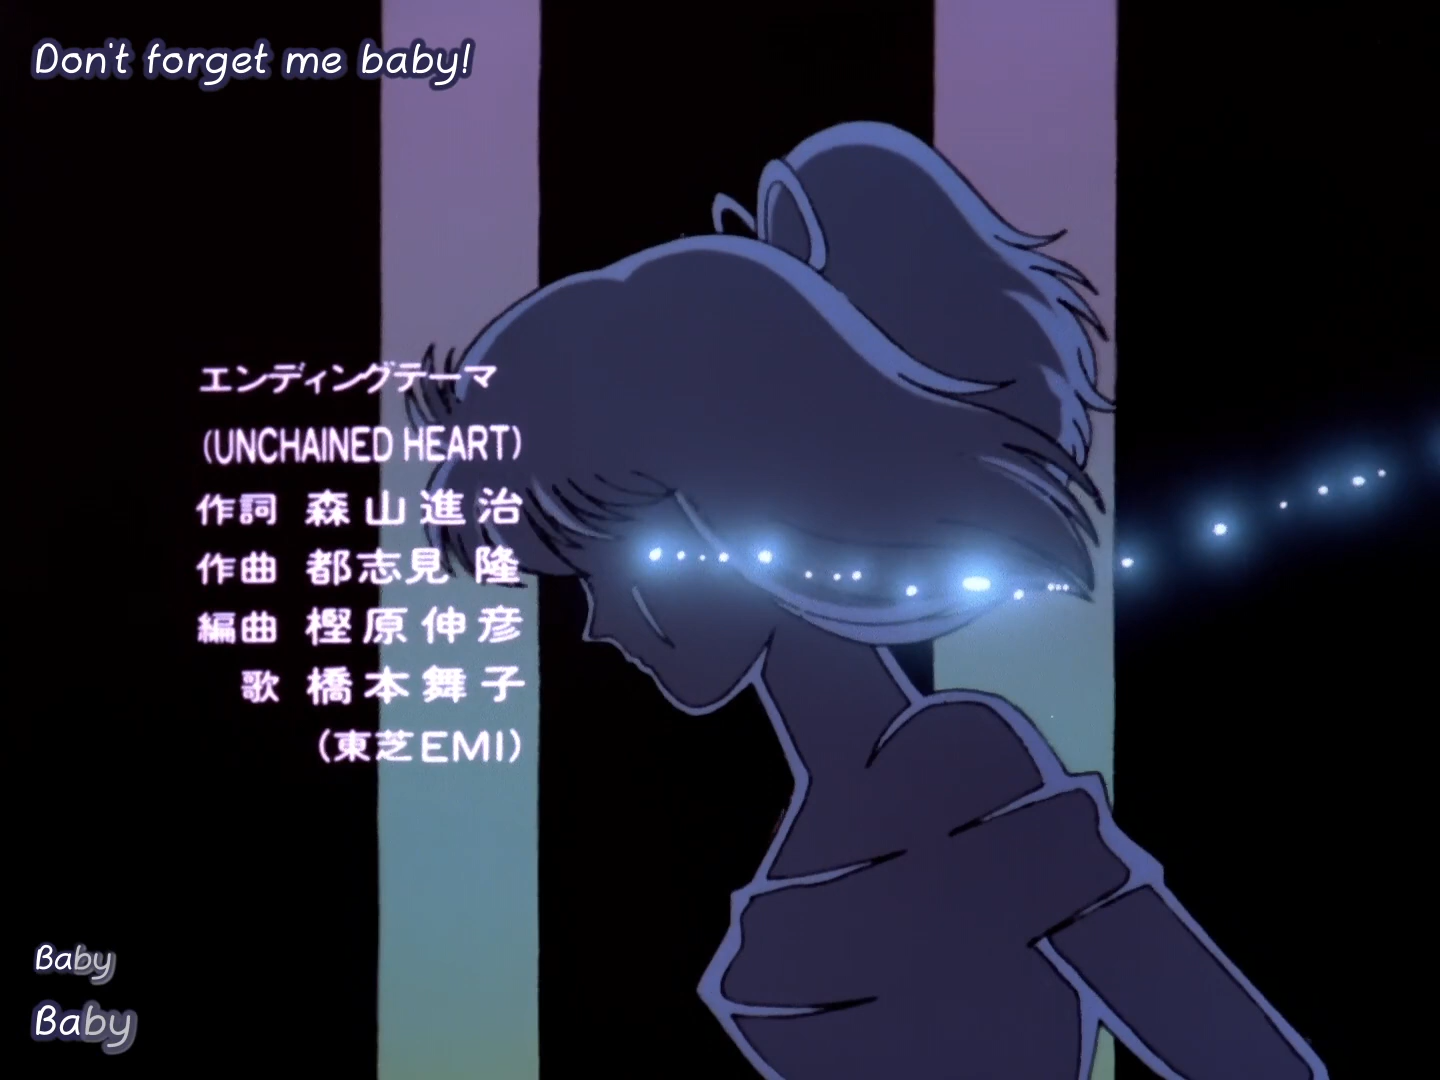 Don't forget me baby!
エンディングテーマ
(UNCHAINED HEART)
作詞 森山進治
作曲 都志見 隆
編曲 樫原伸彦
歌 橋本舞子
(東芝EMI)
Baby
Baby